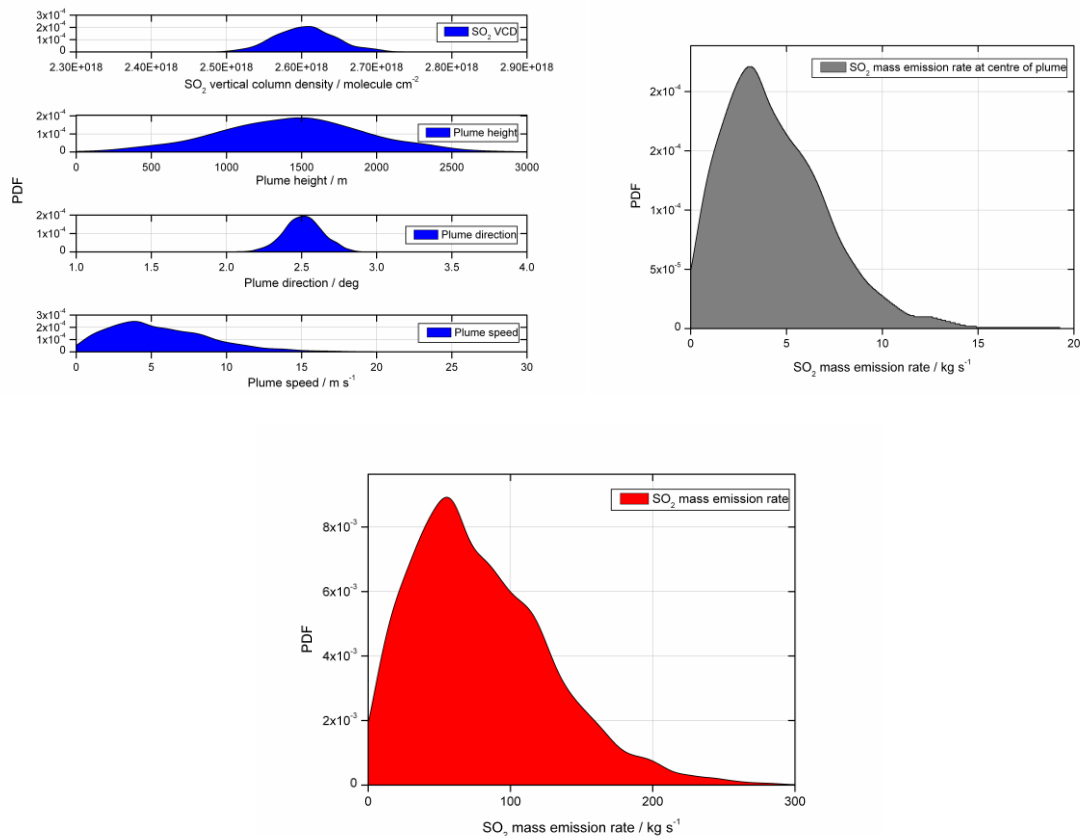 3x10⁻⁴
2x10⁻⁴
1x10⁻⁴
0
SO₂ VCD
2.30E+018 2.40E+018 2.50E+018 2.60E+018 2.70E+018 2.80E+018 2.90E+018
SO₂ vertical column density / molecule cm⁻²
2x10⁻⁴
1x10⁻⁴
0
Plume height
0 500 1000 1500 2000 2500 3000
Plume height / m
PDF
2x10⁻⁴
1x10⁻⁴
0
Plume direction
1.0 1.5 2.0 2.5 3.0 3.5 4.0
Plume direction / deg
3x10⁻⁴
2x10⁻⁴
1x10⁻⁴
0
Plume speed
0 5 10 15 20 25 30
Plume speed / m s⁻¹
SO₂ mass emission rate at centre of plume
2x10⁻⁴
2x10⁻⁴
1x10⁻⁴
5x10⁻⁵
0
PDF
0 5 10 15 20
SO₂ mass emission rate / kg s⁻¹
SO₂ mass emission rate
8x10⁻³
6x10⁻³
4x10⁻³
2x10⁻³
0
PDF
0 100 200 300
SO₂ mass emission rate / kg s⁻¹